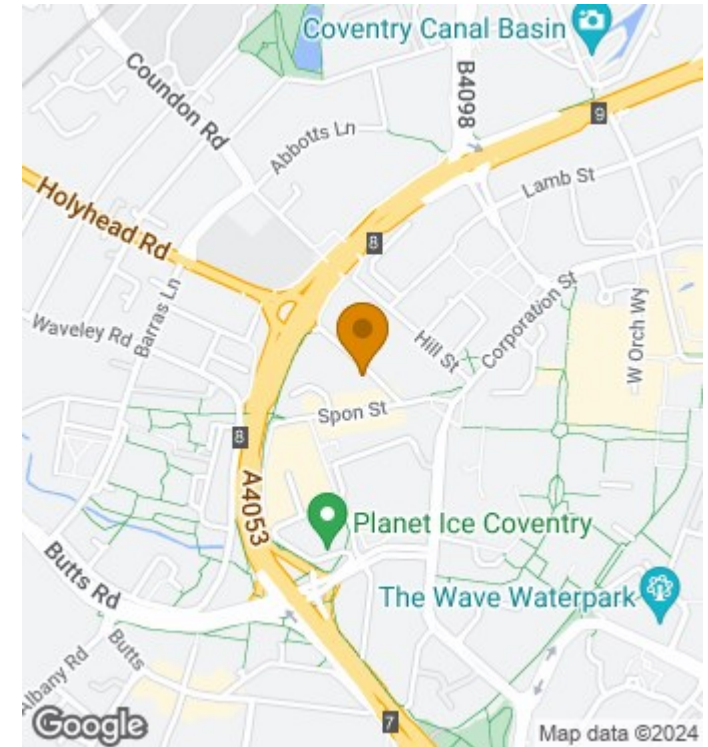 Coventry Canal Basin
Coundon Rd
B4098
9
Abbotts Ln
Lamb St
Holyhead Rd
8
Corporation St
Barras Ln
Waveley Rd
Hill St
W Orch Wy
Spon St
8
A4053
Planet Ice Coventry
Butts Rd
The Wave Waterpark
Butts
Albany Rd
7
Google
Map data ©2024